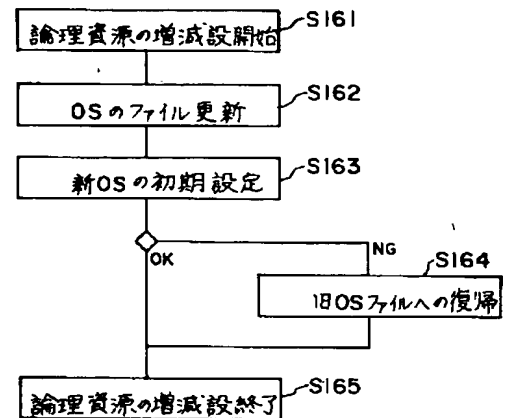 論理資源の増減設開始
S161
OSのファイル更新
S162
新OSの初期設定
S163
OK
NG
S164
旧OSファイルへの復帰
論理資源の増減設終了
S165